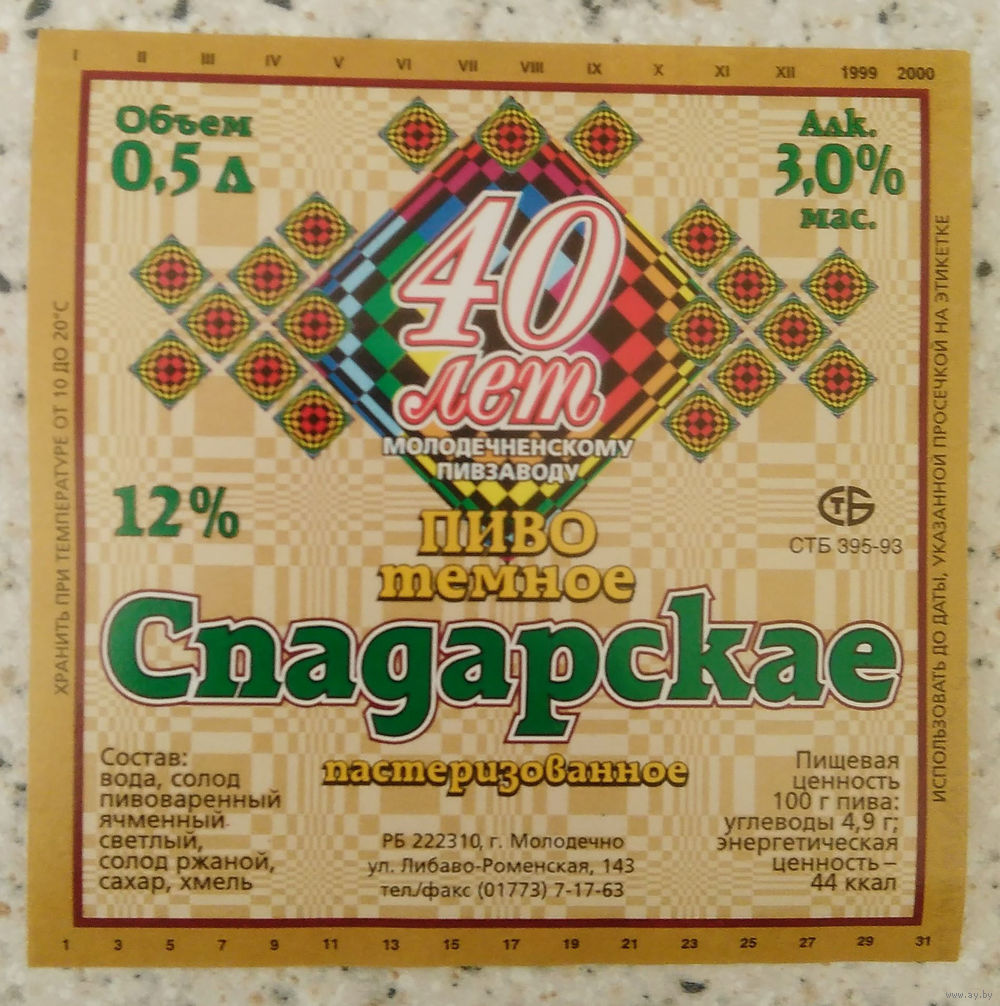 I II III IV V VI VII VIII IX X XI XII 1999 2000
Объем
0,5 л
Алк.
3,0%
мас.
40
лет
МОЛОДЕЧНЕНСКОМУ
ПИВЗАВОДУ
12%
СТБ
СТБ 395-93
ПИВО
темное
Спадарскае
пастеризованное
Состав:
вода, солод
пивоваренный
ячменный
светлый,
солод ржаной,
сахар, хмель
РБ 222310, г. Молодечно
ул. Либаво-Роменская, 143
тел./факс (01773) 7-17-63
Пищевая
ценность
100 г пива:
углеводы 4,9 г;
энергетическая
ценность –
44 ккал
ХРАНИТЬ ПРИ ТЕМПЕРАТУРЕ ОТ 10 ДО 20°С
ИСПОЛЬЗОВАТЬ ДО ДАТЫ, УКАЗАННОЙ ПРОСЕЧКОЙ НА ЭТИКЕТКЕ
1 3 5 7 9 11 13 15 17 19 21 23 25 27 29 31
www.ay.by